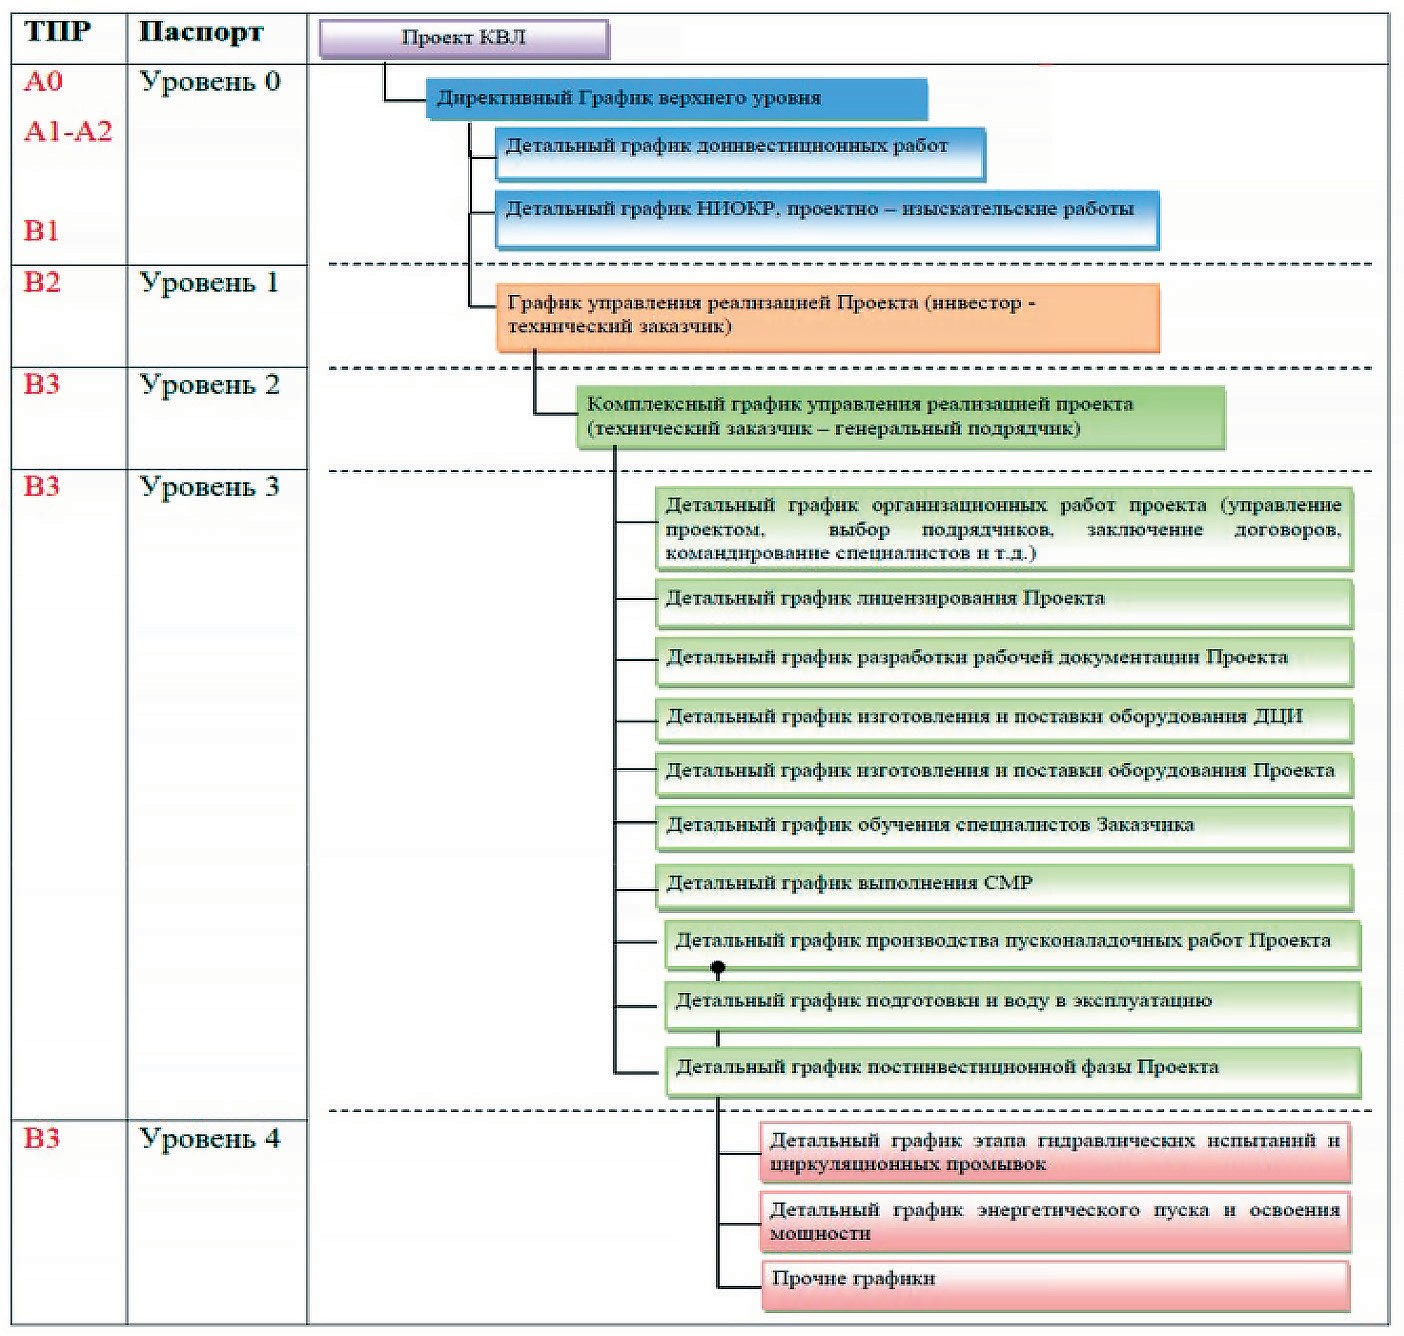 ТПР
Паспорт
Проект КВЛ
А0
Уровень 0
Директивный График верхнего уровня
А1-А2
Детальный график доинвестиционных работ
Детальный график НИОКР, проектно – изыскательские работы
В1
В2
Уровень 1
График управления реализацией Проекта (инвестор -
технический заказчик)
В3
Уровень 2
Комплексный график управления реализацией проекта
(технический заказчик – генеральный подрядчик)
В3
Уровень 3
Детальный график организационных работ проекта (управление
проектом, выбор подрядчиков, заключение договоров,
командирование специалистов и т.д.)
Детальный график лицензирования Проекта
Детальный график разработки рабочей документации Проекта
Детальный график изготовления и поставки оборудования ДЦИ
Детальный график изготовления и поставки оборудования Проекта
Детальный график обучения специалистов Заказчика
Детальный график выполнения СМР
Детальный график производства пусконаладочных работ Проекта
Детальный график подготовки и воду в эксплуатацию
Детальный график постинвестиционной фазы Проекта
В3
Уровень 4
Детальный график этапа гидравлических испытаний и
циркуляционных промывок
Детальный график энергетического пуска и освоения
мощности
Прочие графики